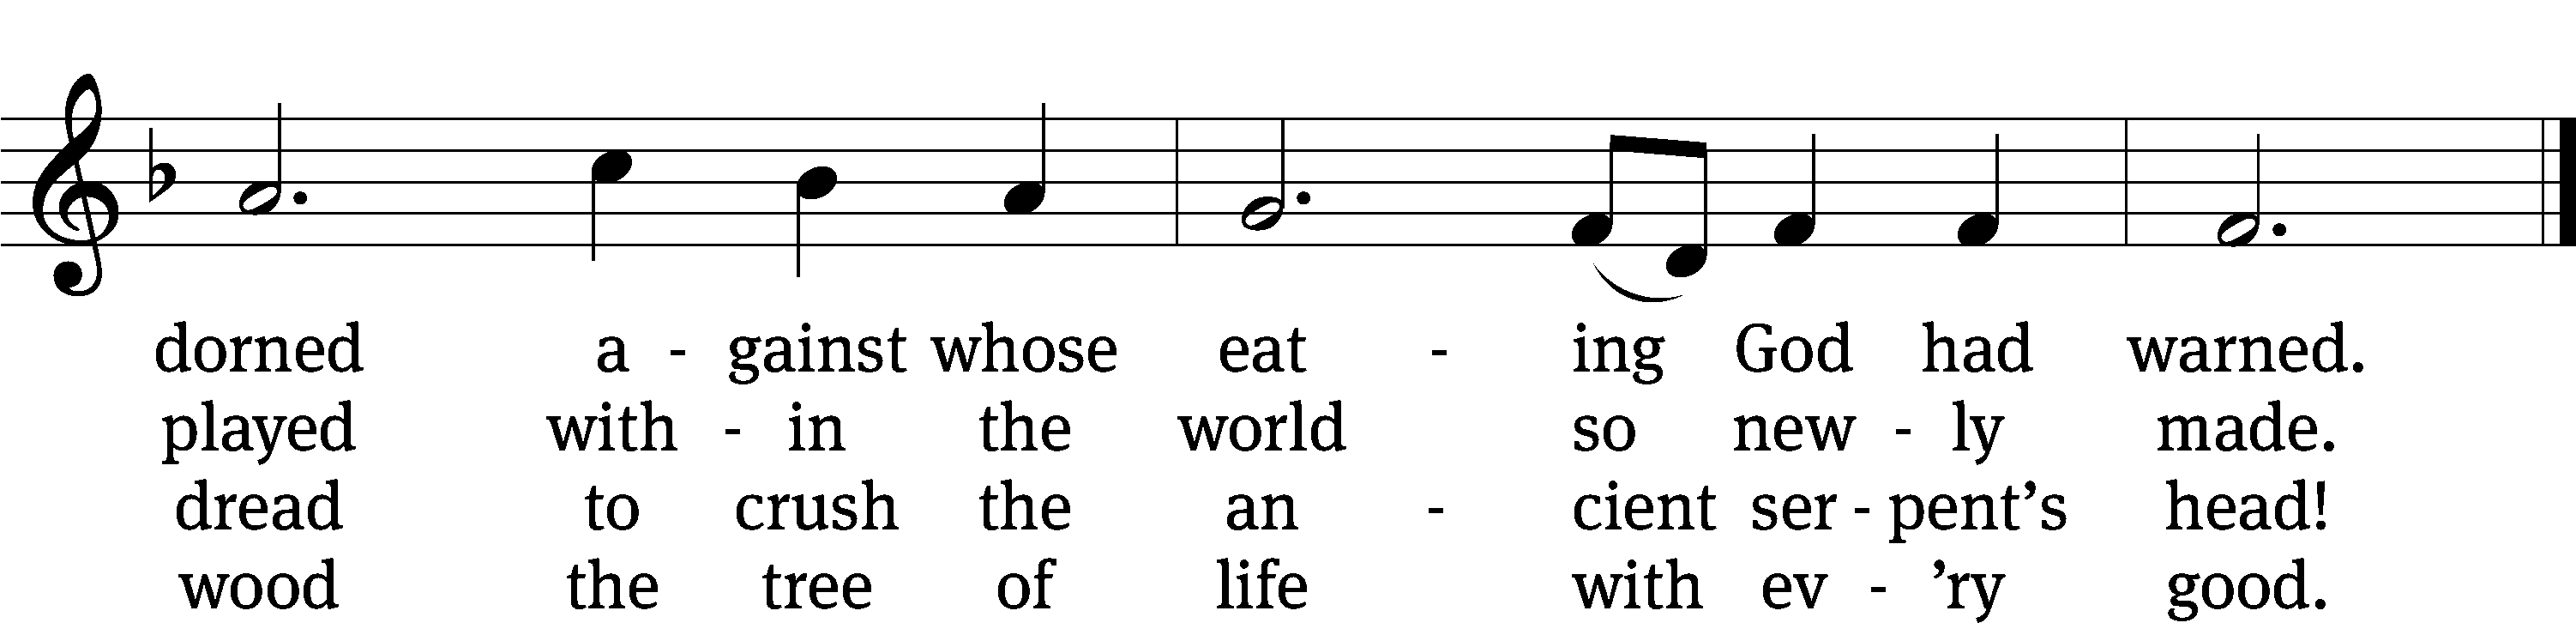 dorned a - gainst whose eat - ing God had warned.
played with - in the world so new - ly made.
dread to crush the an - cient ser - pent’s head!
wood the tree of life with ev - ’ry good.